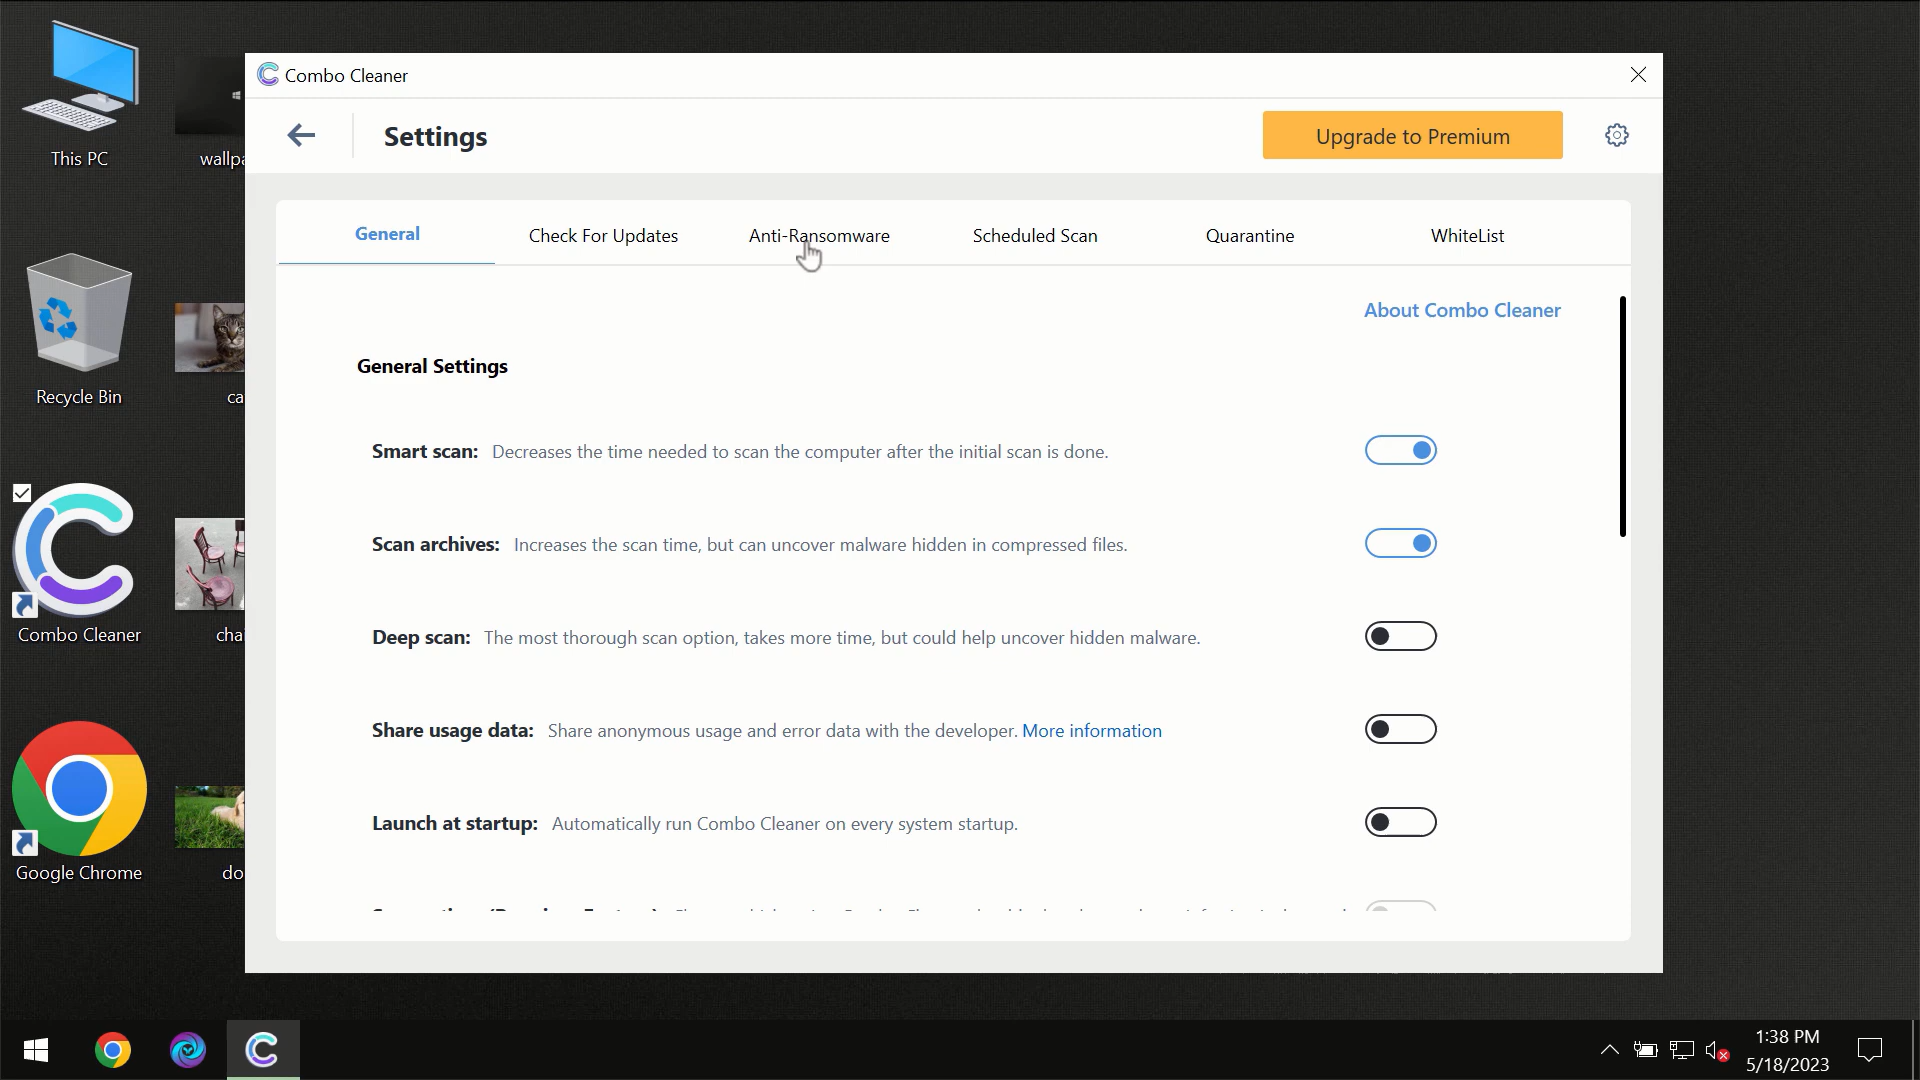 This PC
wallpa
Recycle Bin
ca
Combo Cleaner
chai
Google Chrome
do
Combo Cleaner
Settings
Upgrade to Premium
General
Check For Updates
Anti-Ransomware
Scheduled Scan
Quarantine
WhiteList
About Combo Cleaner
General Settings
Smart scan: Decreases the time needed to scan the computer after the initial scan is done.
Scan archives: Increases the scan time, but can uncover malware hidden in compressed files.
Deep scan: The most thorough scan option, takes more time, but could help uncover hidden malware.
Share usage data: Share anonymous usage and error data with the developer. More information
Launch at startup: Automatically run Combo Cleaner on every system startup.
1:38 PM
5/18/2023